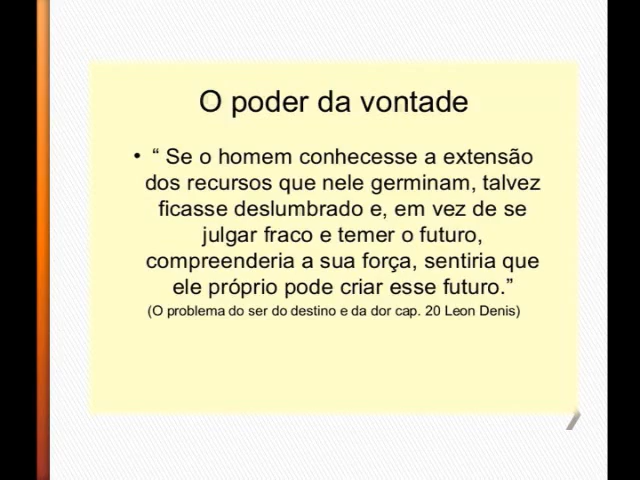 O poder da vontade
• “ Se o homem conhecesse a extensão
dos recursos que nele germinam, talvez
ficasse deslumbrado e, em vez de se
julgar fraco e temer o futuro,
compreenderia a sua força, sentiria que
ele próprio pode criar esse futuro.”
(O problema do ser do destino e da dor cap. 20 Leon Denis)